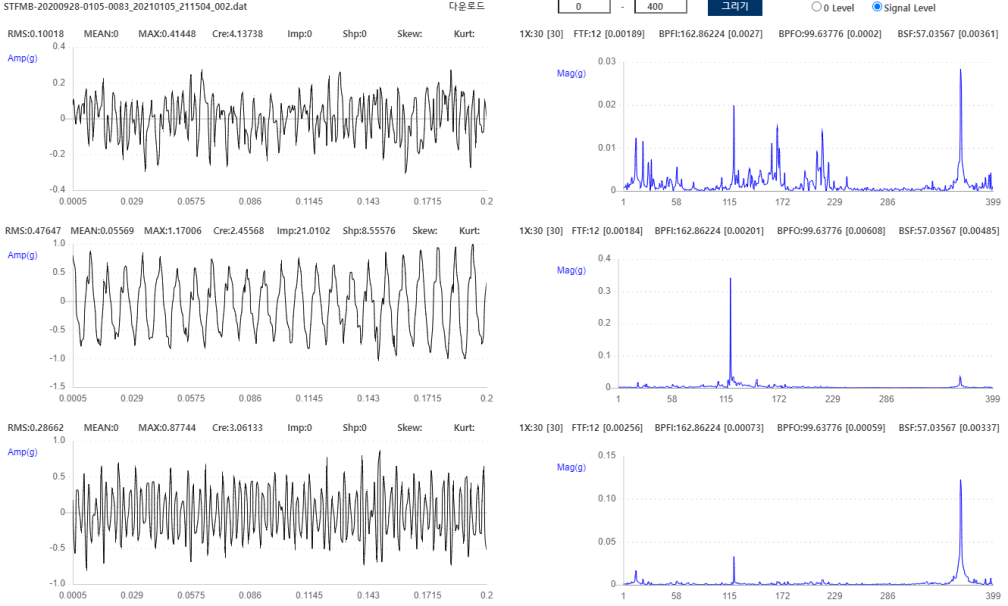 STFMB-20200928-0105-0083_20210105_211504_002.dat 다운로드
0 - 400 그리기 0 Level Signal Level
RMS:0.10018 MEAN:0 MAX:0.41448 Cre:4.13738 Imp:0 Shp:0 Skew: Kurt:
Amp(g)
0.4
0.2
0
-0.2
-0.4
0.0005 0.029 0.0575 0.086 0.1145 0.143 0.1715 0.2
1X:30 [30] FTF:12 [0.00189] BPFI:162.86224 [0.0027] BPFO:99.63776 [0.0002] BSF:57.03567 [0.00361]
Mag(g)
0.03
0.02
0.01
0
1 58 115 172 229 286 399
RMS:0.47647 MEAN:0.05569 MAX:1.17006 Cre:2.45568 Imp:21.0102 Shp:8.55576 Skew: Kurt:
Amp(g)
1.0
0.5
0
-0.5
-1.0
-1.5
0.0005 0.029 0.0575 0.086 0.1145 0.143 0.1715 0.2
1X:30 [30] FTF:12 [0.00184] BPFI:162.86224 [0.00201] BPFO:99.63776 [0.00608] BSF:57.03567 [0.00485]
Mag(g)
0.4
0.3
0.2
0.1
0
1 58 115 172 229 286 399
RMS:0.28662 MEAN:0 MAX:0.87744 Cre:3.06133 Imp:0 Shp:0 Skew: Kurt:
Amp(g)
1.0
0.5
0
-0.5
-1.0
0.0005 0.029 0.0575 0.086 0.1145 0.143 0.1715 0.2
1X:30 [30] FTF:12 [0.00256] BPFI:162.86224 [0.00073] BPFO:99.63776 [0.00059] BSF:57.03567 [0.00337]
Mag(g)
0.15
0.10
0.05
0
1 58 115 172 229 286 399